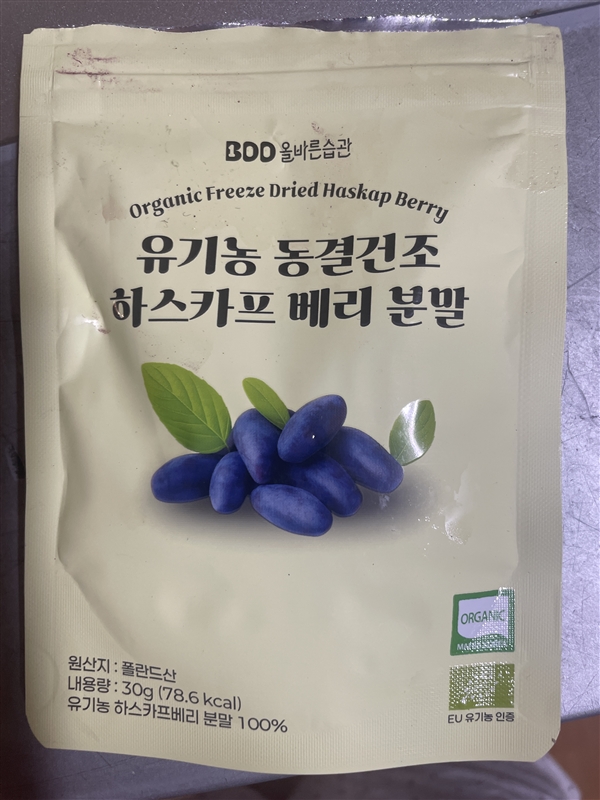 BDD 올바른습관
Organic Freeze Dried Haskap Berry
유기농 동결건조
하스카프 베리 분말
ORGANIC
원산지 : 폴란드산
내용량 : 30g (78.6 kcal)
유기농 하스카프베리 분말 100%
EU 유기농 인증